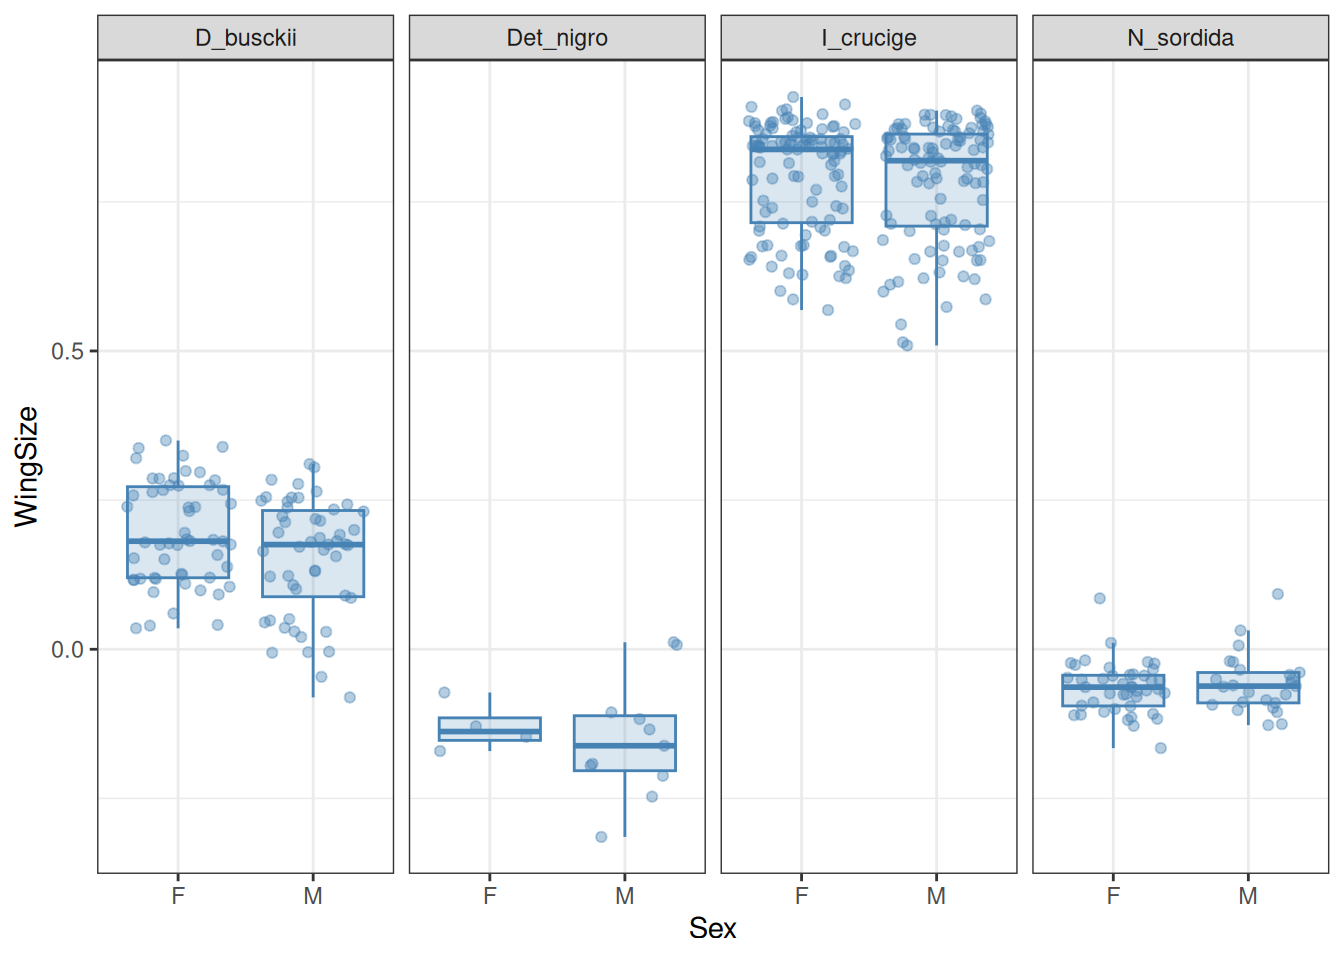 D_busckii Det_nigro I_crucige N_sordida
WingSize
0.5
0.0
F M F M F M F M
Sex